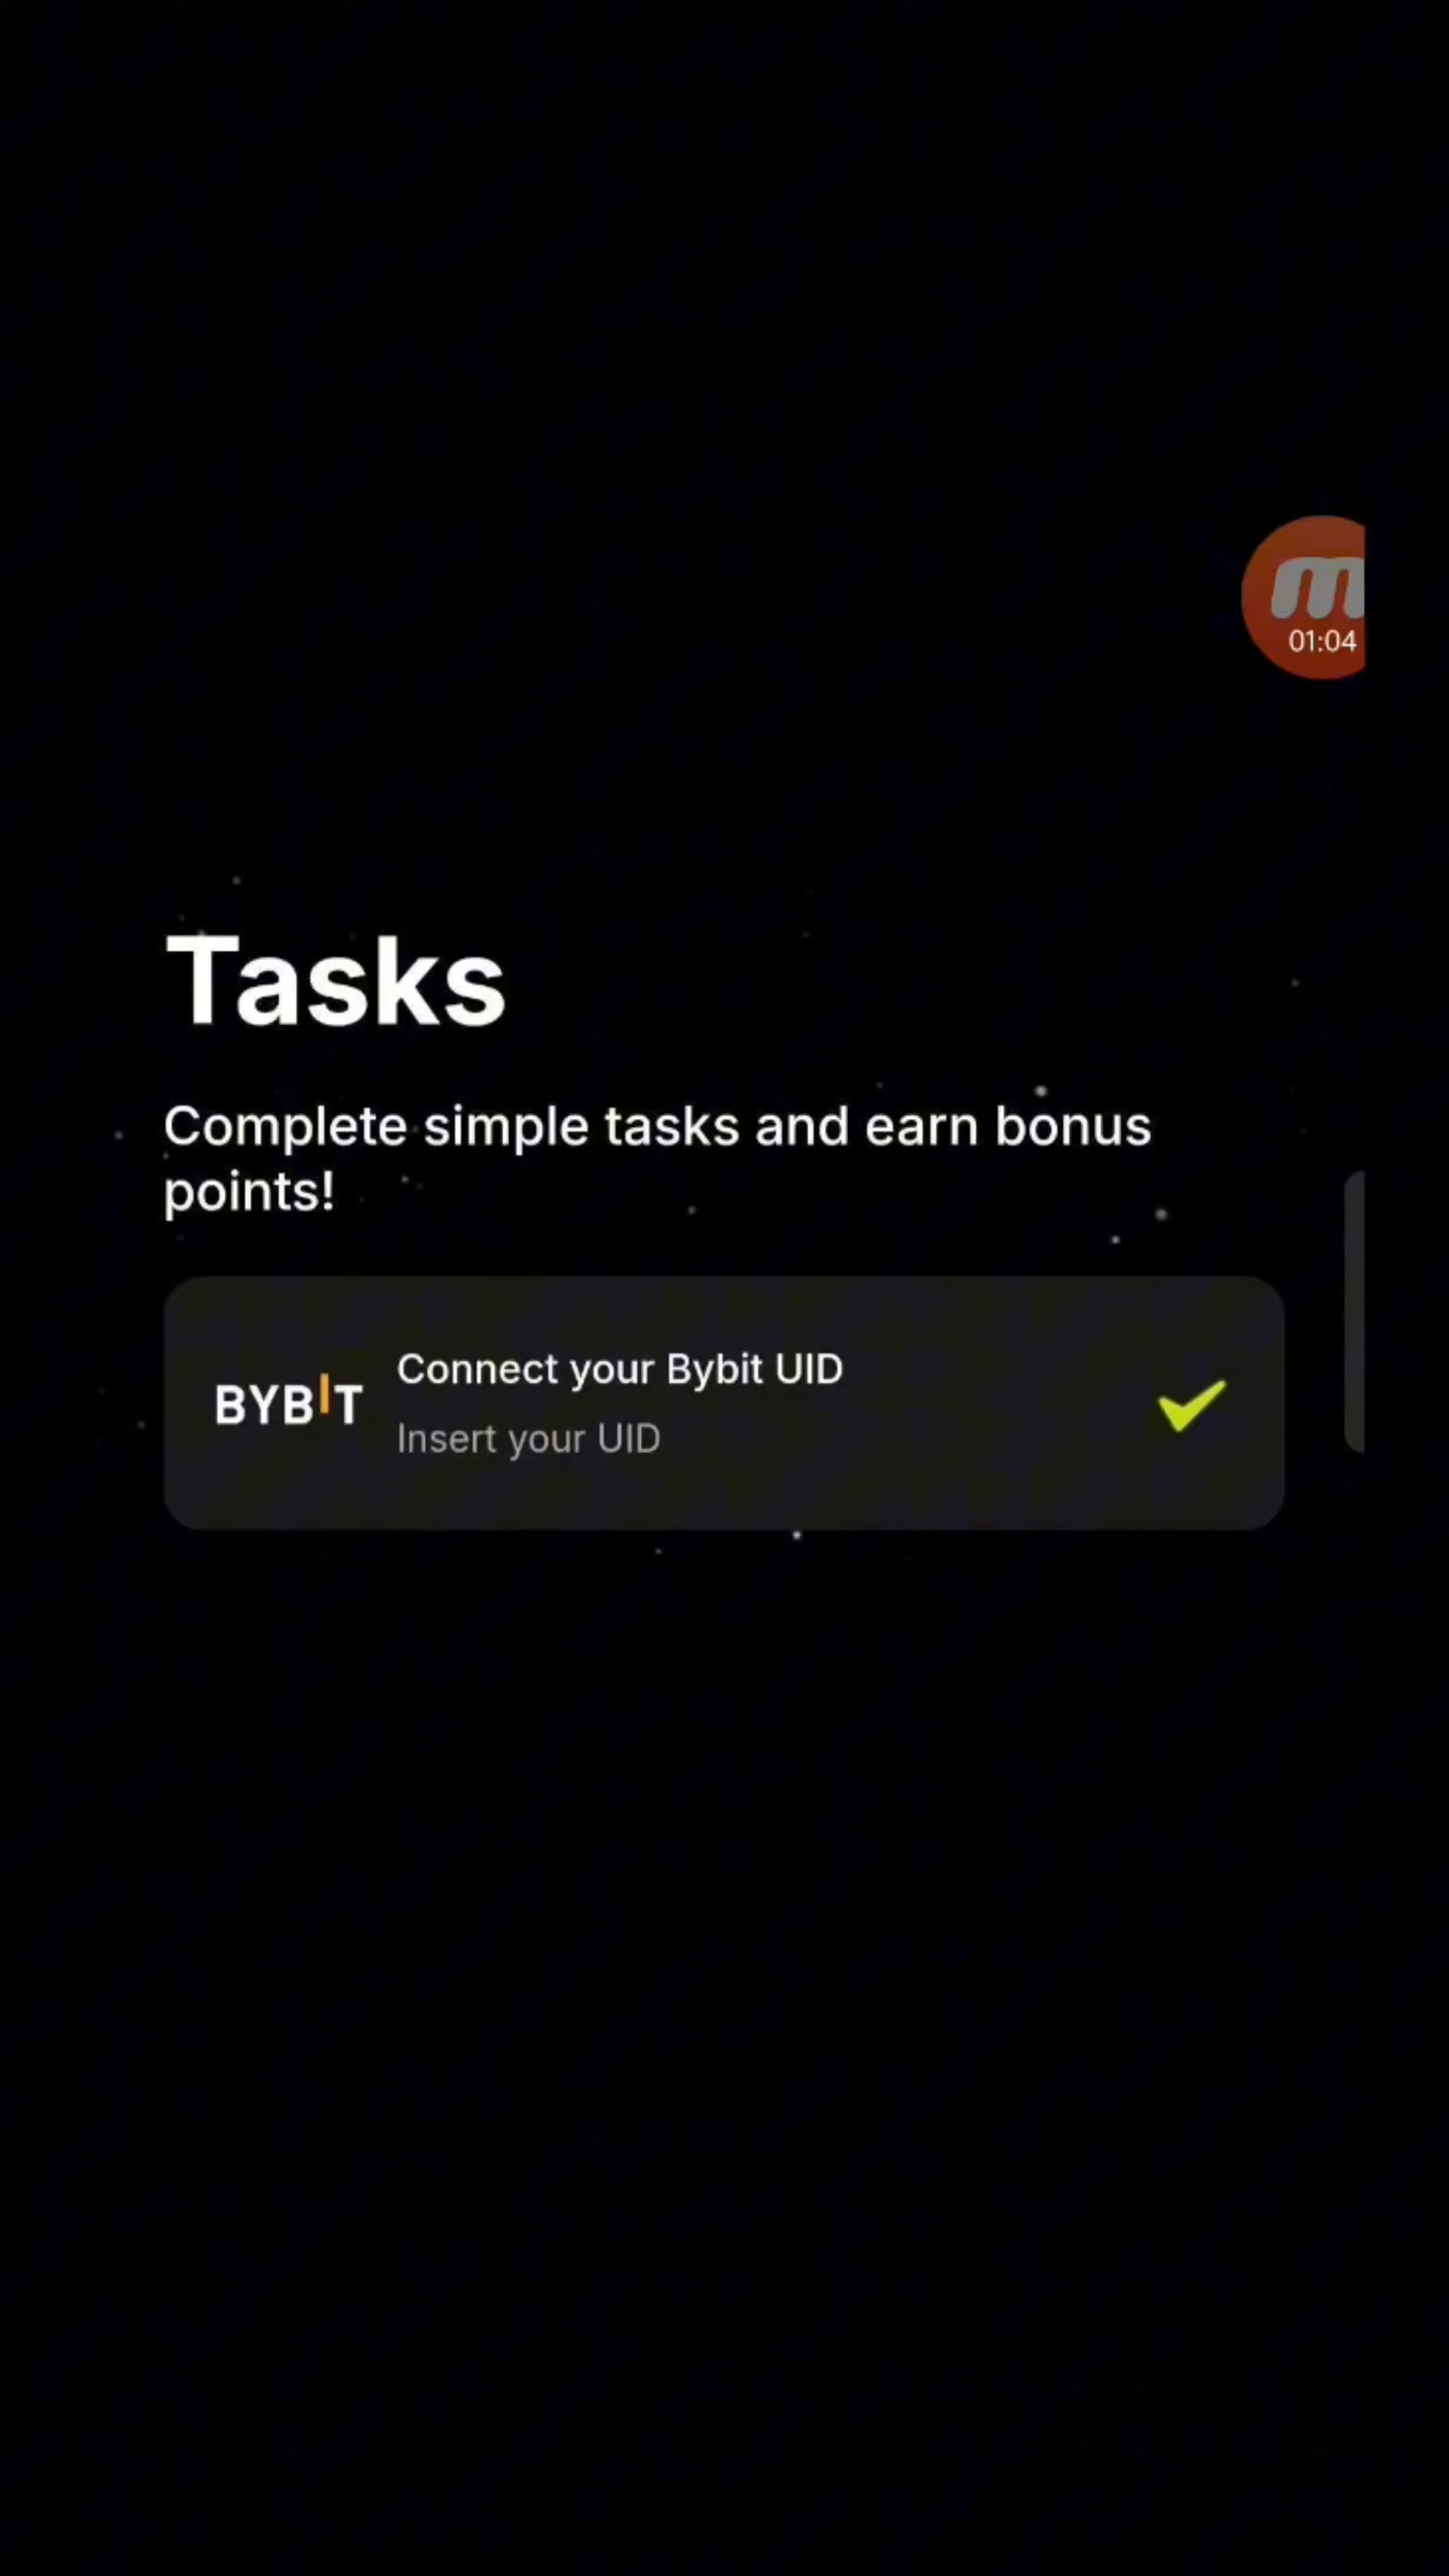 m
01:04
Tasks
Complete simple tasks and earn bonus
points!
BYBIT
Connect your Bybit UID
Insert your UID